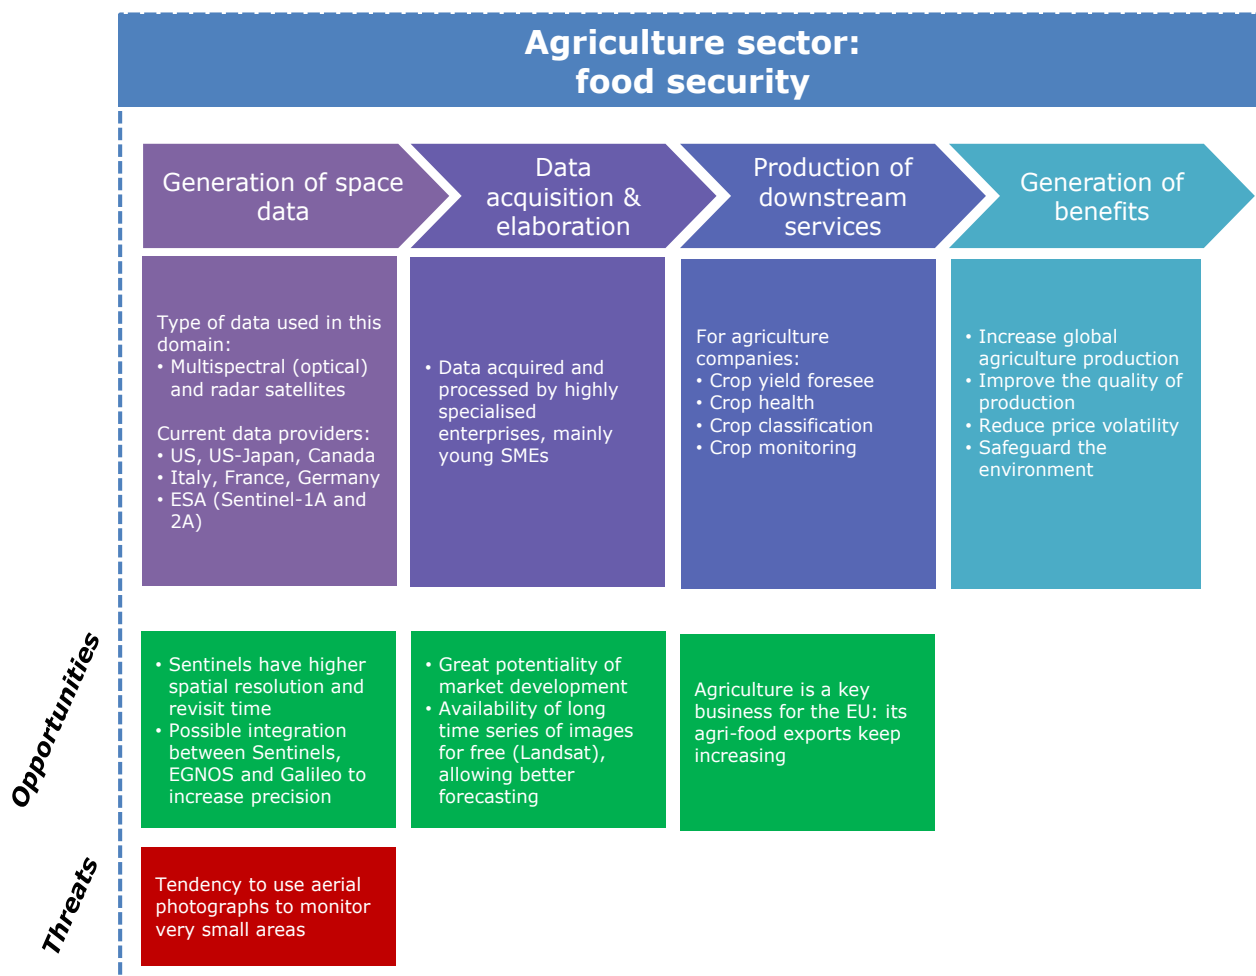 Agriculture sector:
food security
Generation of space
data
Data
acquisition &
elaboration
Production of
downstream
services
Generation of
benefits
Type of data used in this
domain:
• Multispectral (optical)
and radar satellites
Current data providers:
• US, US-Japan, Canada
• Italy, France, Germany
• ESA (Sentinel-1A and
2A)
• Data acquired and
processed by highly
specialised
enterprises, mainly
young SMEs
For agriculture
companies:
• Crop yield foresee
• Crop health
• Crop classification
• Crop monitoring
• Increase global
agriculture production
• Improve the quality of
production
• Reduce price volatility
• Safeguard the
environment
Opportunities
• Sentinels have higher
spatial resolution and
revisit time
• Possible integration
between Sentinels,
EGNOS and Galileo to
increase precision
• Great potentiality of
market development
• Availability of long
time series of images
for free (Landsat),
allowing better
forecasting
Agriculture is a key
business for the EU: its
agri-food exports keep
increasing
Threats
Tendency to use aerial
photographs to monitor
very small areas